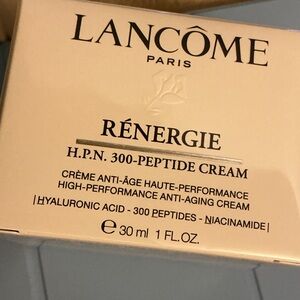 LANCÔME
PARIS
RÉNERGIE
H.P.N. 300-PEPTIDE CREAM
CRÈME ANTI-ÂGE HAUTE-PERFORMANCE
HIGH-PERFORMANCE ANTI-AGING CREAM
|HYALURONIC ACID - 300 PEPTIDES - NIACINAMIDE|
℮ 30 ml 1 FL.OZ.